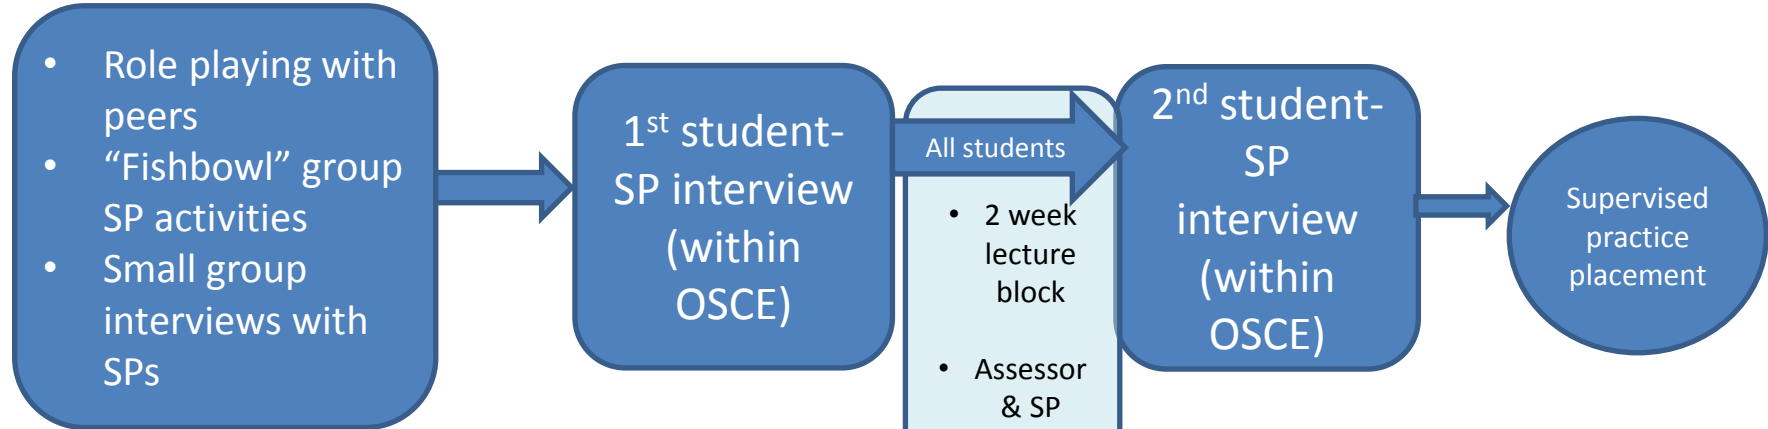 • Role playing with
peers
• “Fishbowl” group
SP activities
• Small group
interviews with
SPs
1st student-
SP interview
(within
OSCE)
All students
• 2 week
lecture
block
• Assessor
& SP
2nd student-
SP
interview
(within
OSCE)
Supervised
practice
placement